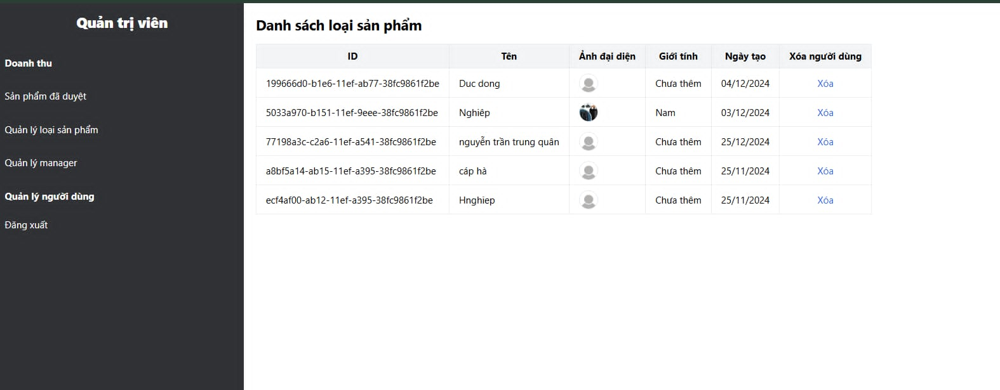 Quản trị viên
Doanh thu
Sản phẩm đã duyệt
Quản lý loại sản phẩm
Quản lý manager
Quản lý người dùng
Đăng xuất
Danh sách loại sản phẩm
ID Tên Ảnh đại diện Giới tính Ngày tạo Xóa người dùng
199666d0-b1e6-11ef-ab77-38fc9861f2be Duc dong Chưa thêm 04/12/2024 Xóa
5033a970-b151-11ef-9eee-38fc9861f2be Nghiêp Nam 03/12/2024 Xóa
77198a3c-c2a6-11ef-a541-38fc9861f2be nguyễn trần trung quân Chưa thêm 25/12/2024 Xóa
a8bf5a14-ab15-11ef-a395-38fc9861f2be cáp hà Chưa thêm 25/11/2024 Xóa
ecf4af00-ab12-11ef-a395-38fc9861f2be Hnghiep Chưa thêm 25/11/2024 Xóa